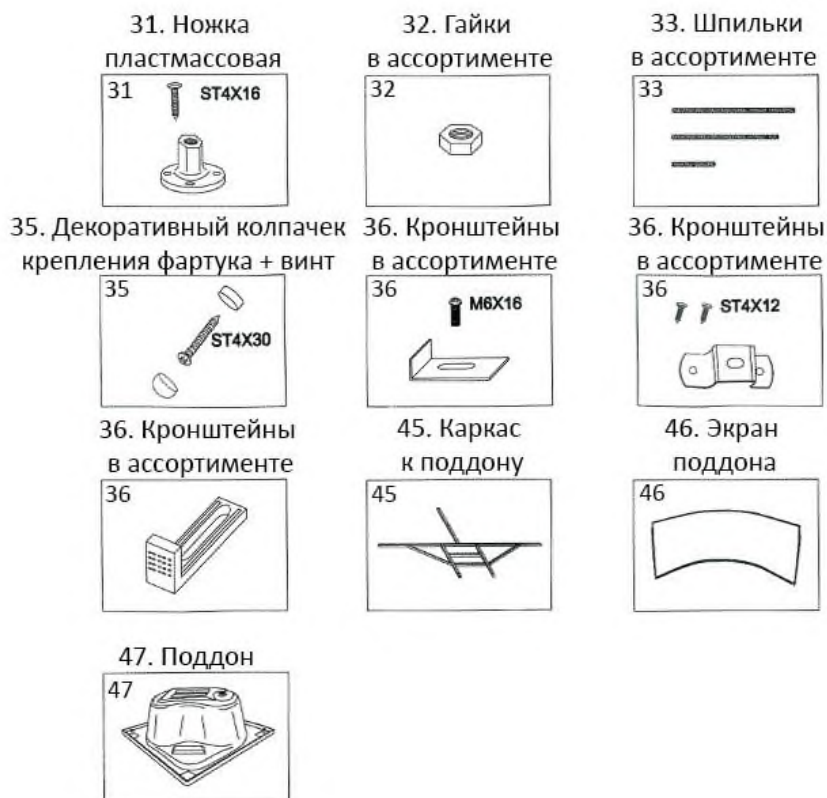 31. Ножка
пластмассовая
32. Гайки
в ассортименте
33. Шпильки
в ассортименте
31
ST4X16
32
33
35. Декоративный колпачек
крепления фартука + винт
36. Кронштейны
в ассортименте
36. Кронштейны
в ассортименте
35
ST4X30
36
M6X16
36
ST4X12
36. Кронштейны
в ассортименте
45. Каркас
к поддону
46. Экран
поддона
36
45
46
47. Поддон
47